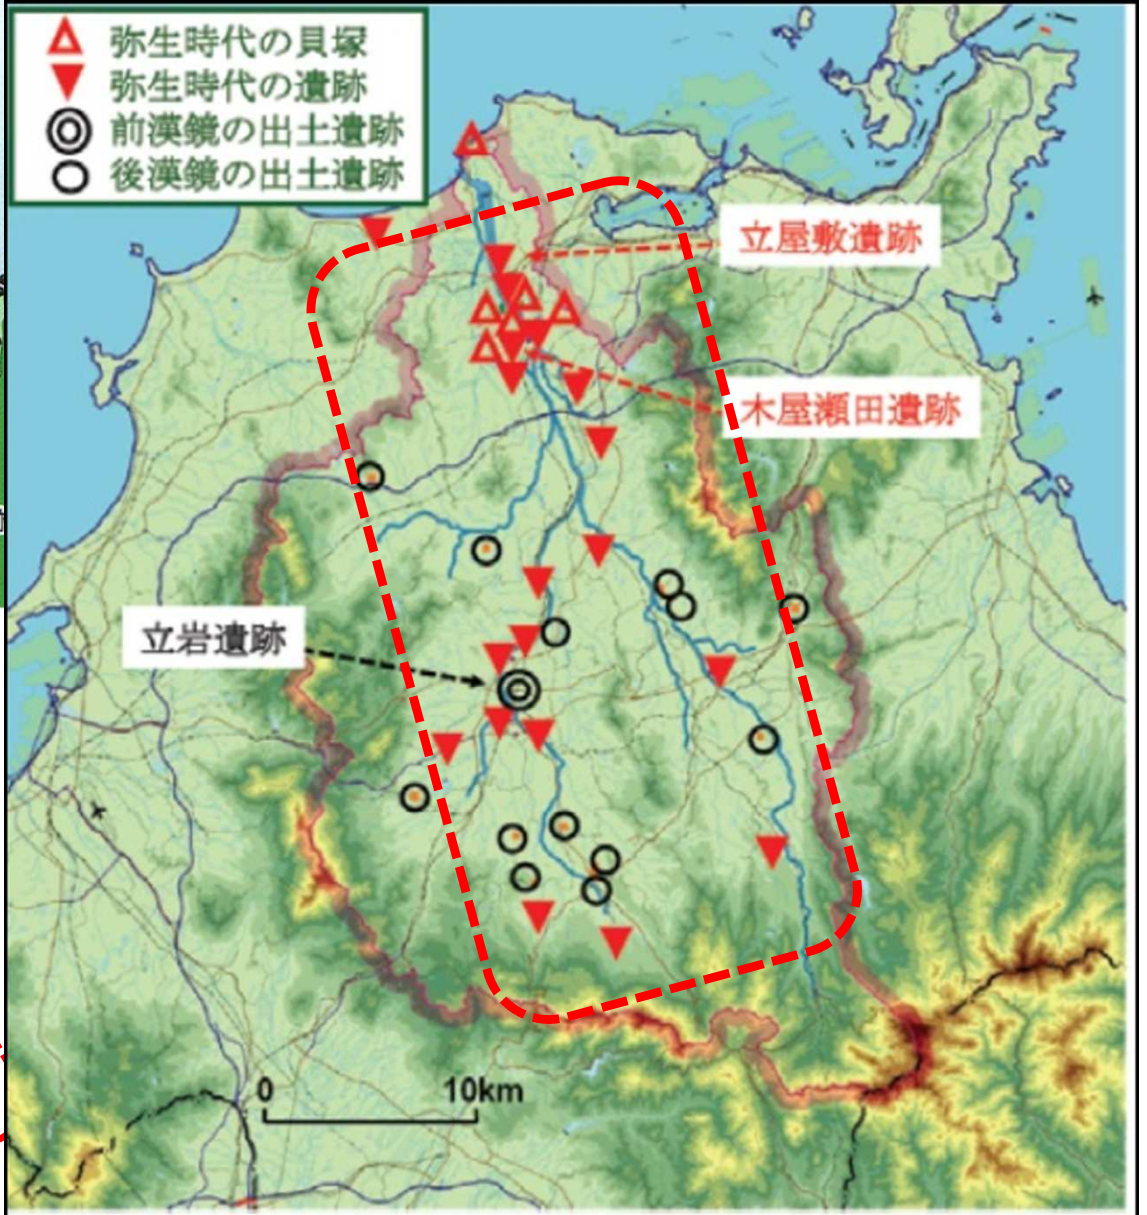 弥生時代の貝塚
弥生時代の遺跡
前漢鏡の出土遺跡
後漢鏡の出土遺跡
立屋敷遺跡
木屋瀬田遺跡
立岩遺跡
0 10km